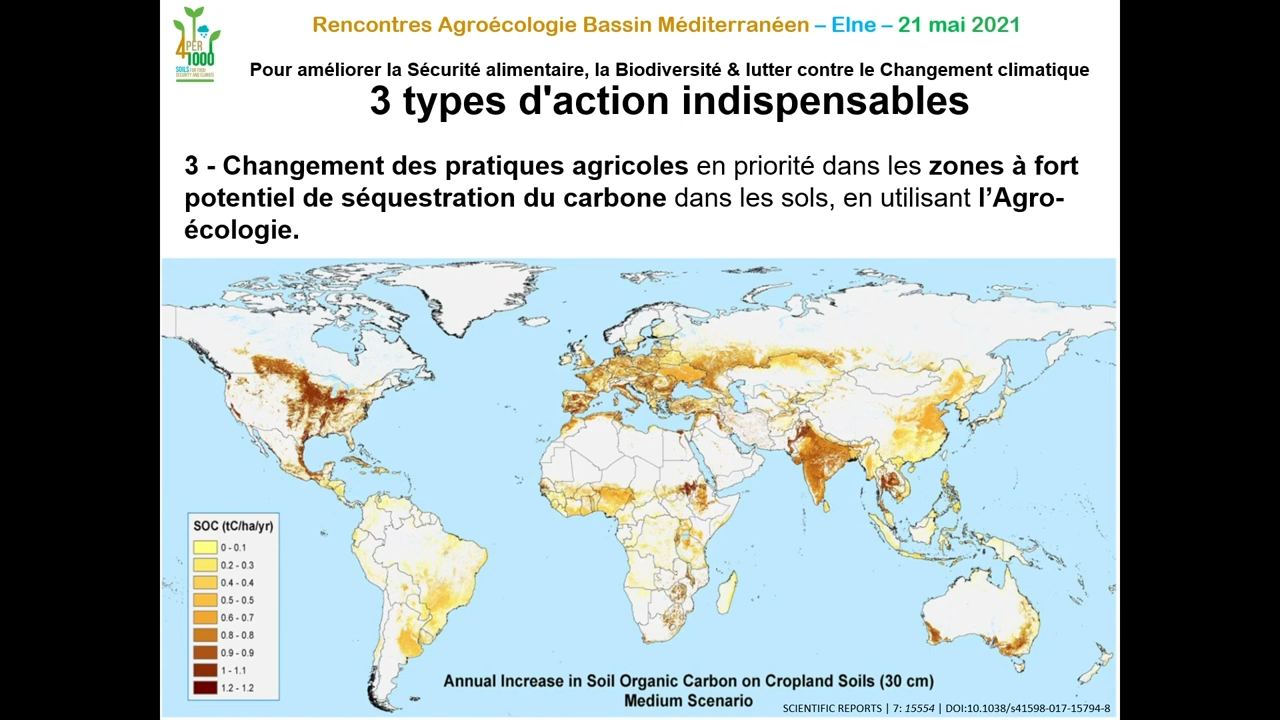 Rencontres Agroécologie Bassin Méditerranéen – Elne – 21 mai 2021
4 PER
1000
Pour améliorer la Sécurité alimentaire, la Biodiversité & lutter contre le Changement climatique
3 types d'action indispensables
3 - Changement des pratiques agricoles en priorité dans les zones à fort
potentiel de séquestration du carbone dans les sols, en utilisant l’Agro-
écologie.
SOC (tC/ha/yr)
0 - 0.1
0.2 - 0.3
0.4 - 0.4
0.5 - 0.5
0.6 - 0.7
0.8 - 0.8
0.9 - 0.9
1 - 1.1
1.2 - 1.2
Annual Increase in Soil Organic Carbon on Cropland Soils (30 cm)
Medium Scenario
SCIENTIFIC REPORTS | 7: 15554 | DOI:10.1038/s41598-017-15794-8